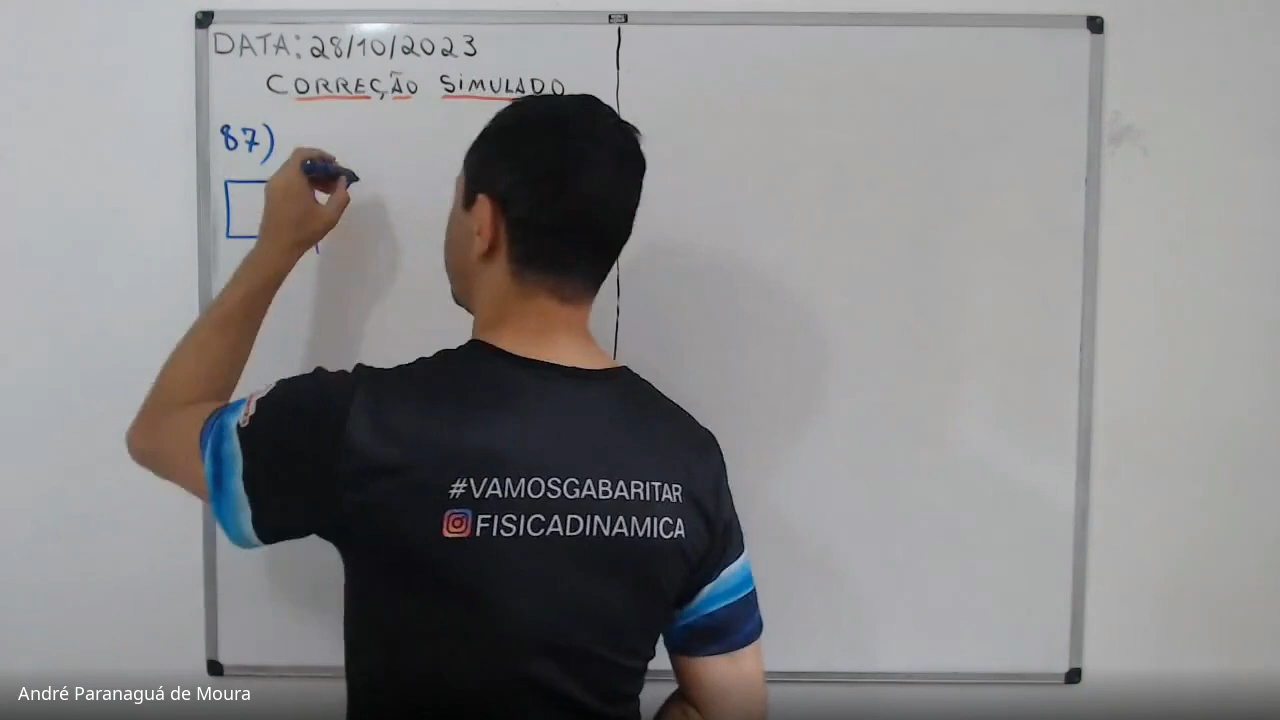 DATA: 28/10/2023
CORREÇÃO SIMULADO
87)
#VAMOSGABARITAR
FISICADINAMICA
André Paranaguá de Moura